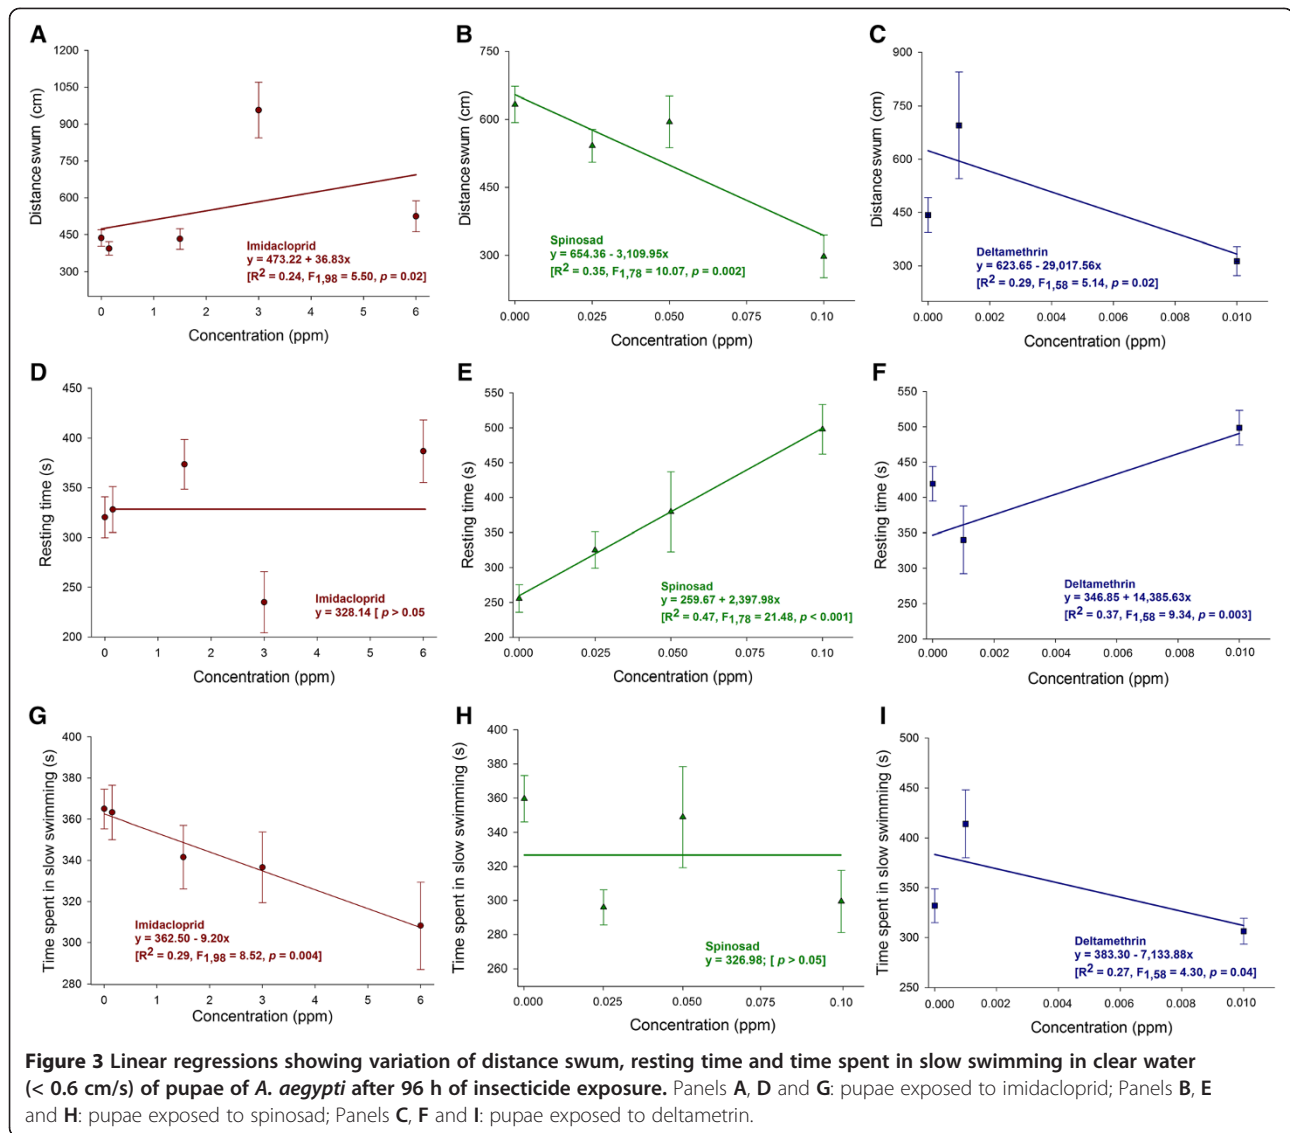 A
Distance swum (cm)
1200
1050
900
750
600
450
300
Imidacloprid
y = 473.22 + 36.83x
[R2 = 0.24, F1,98 = 5.50, p = 0.02]
0 1 2 3 4 5 6
Concentration (ppm)
B
Distance swum (cm)
750
600
450
300
Spinosad
y = 654.36 - 3,109.95x
[R2 = 0.35, F1,78 = 10.07, p = 0.002]
0.000 0.025 0.050 0.075 0.10
Concentration (ppm)
C
Distance swum (cm)
900
750
600
450
300
Deltamethrin
y = 623.65 - 29,017.56x
[R2 = 0.29, F1,58 = 5.14, p = 0.02]
0.000 0.002 0.004 0.006 0.008 0.010
Concentration (ppm)
D
Resting time (s)
450
400
350
300
250
200
Imidacloprid
y = 328.14 [ p > 0.05
0 1 2 3 4 5 6
Concentration (ppm)
E
Resting time (s)
550
500
450
400
350
300
250
200
Spinosad
y = 259.67 + 2,397.98x
[R2 = 0.47, F1,78 = 21.48, p < 0.001]
0.000 0.025 0.050 0.075 0.10
Concentration (ppm)
F
Resting time (s)
550
500
450
400
350
300
250
200
Deltamethrin
y = 346.85 + 14,385.63x
[R2 = 0.37, F1,58 = 9.34, p = 0.003]
0.000 0.002 0.004 0.006 0.008 0.010
Concentration (ppm)
G
Time spent in slow swimming (s)
400
380
360
340
320
300
280
Imidacloprid
y = 362.50 - 9.20x
[R2 = 0.29, F1,98 = 8.52, p = 0.004]
0 1 2 3 4 5 6
Concentration (ppm)
H
Time spent in slow swimming (s)
400
380
360
340
320
300
280
260
Spinosad
y = 326.98; [ p > 0.05]
0.000 0.025 0.050 0.075 0.10
Concentration (ppm)
I
Time spent in slow swimming (s)
500
450
400
350
300
250
Deltamethrin
y = 383.30 - 7,133.88x
[R2 = 0.27, F1,58 = 4.30, p = 0.04]
0.000 0.002 0.004 0.006 0.008 0.010
Concentration (ppm)
Figure 3 Linear regressions showing variation of distance swum, resting time and time spent in slow swimming in clear water
(< 0.6 cm/s) of pupae of A. aegypti after 96 h of insecticide exposure. Panels A, D and G: pupae exposed to imidacloprid; Panels B, E
and H: pupae exposed to spinosad; Panels C, F and I: pupae exposed to deltametrin.